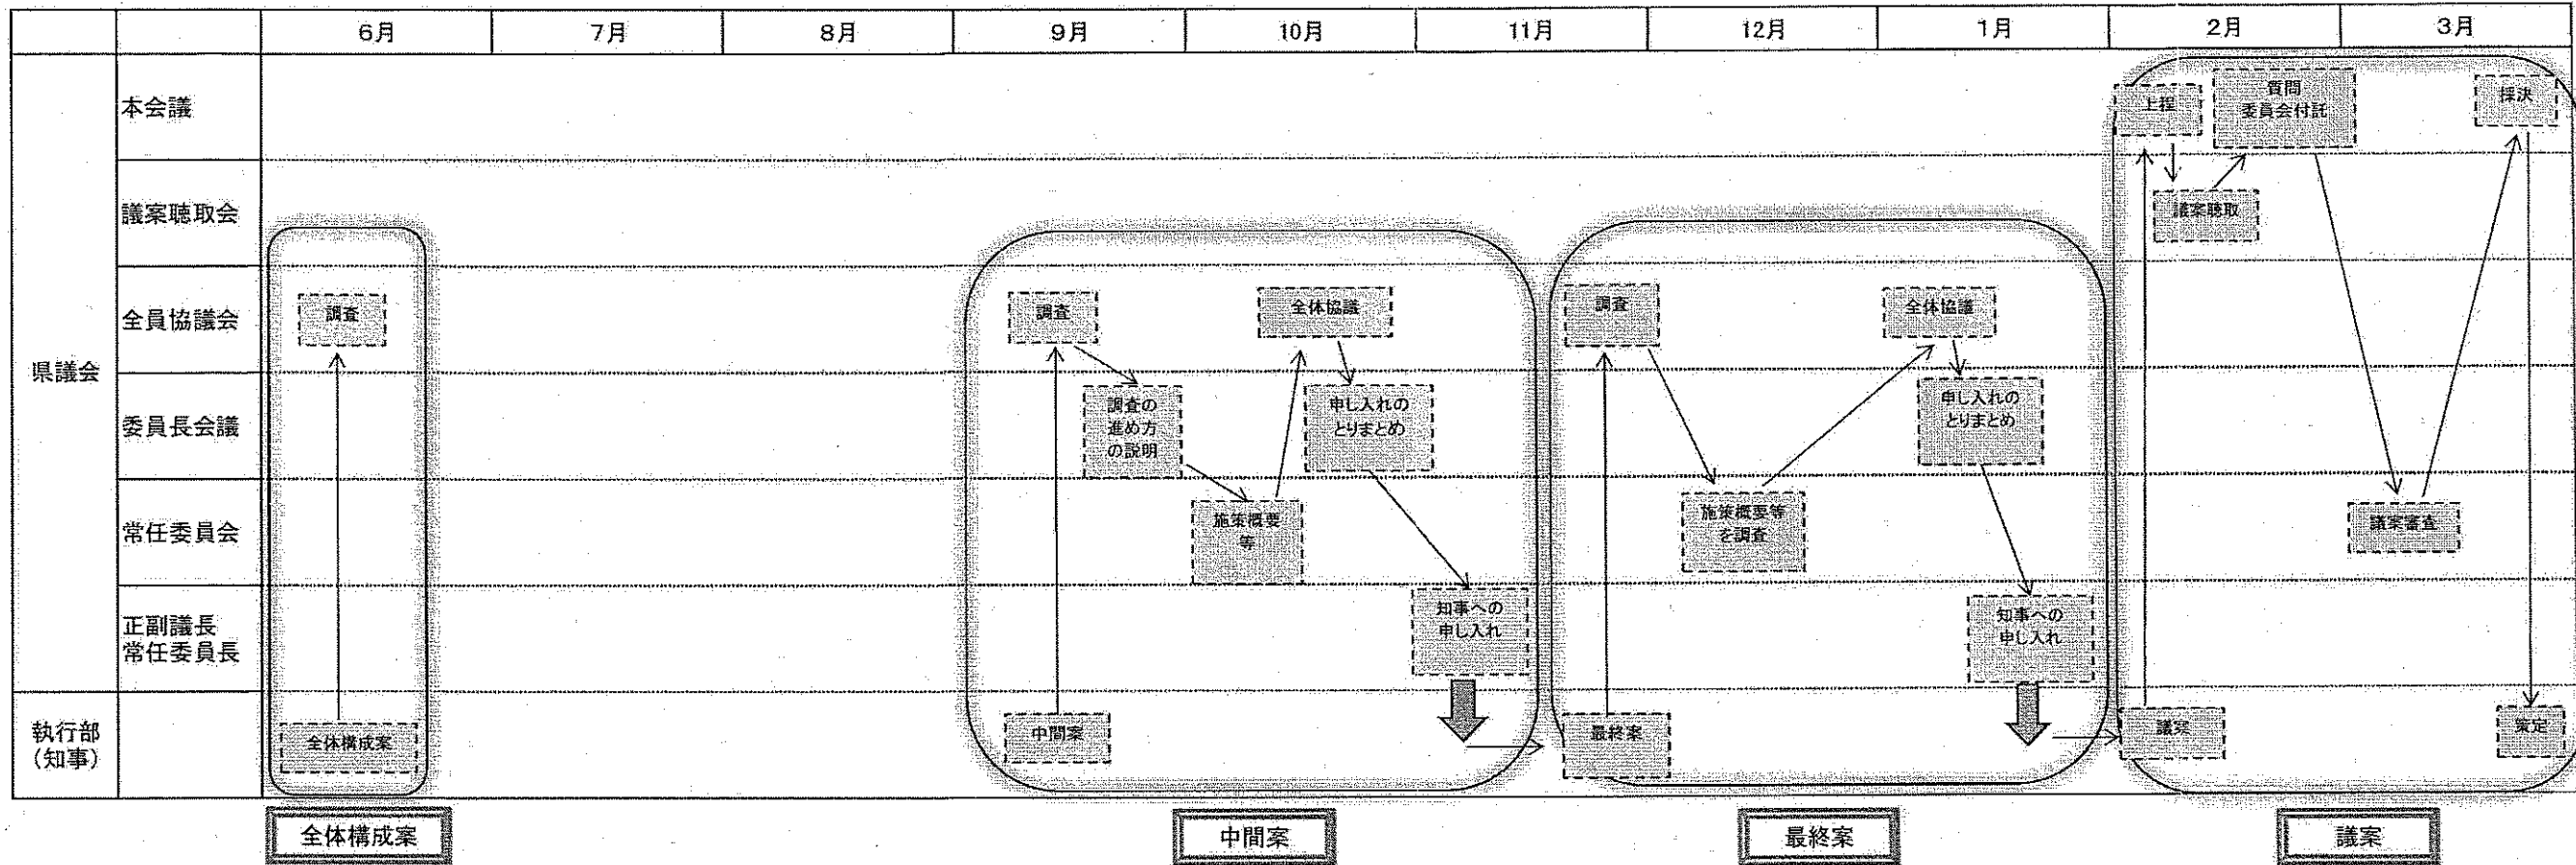 6月
7月
8月
9月
10月
11月
12月
1月
2月
3月
県議会
本会議
上程
質問
委員会付託
採決
議案聴取会
議案聴取
全員協議会
調査
調査
全体協議
調査
全体協議
委員長会議
調査の
進め方
の説明
申し入れの
とりまとめ
申し入れの
とりまとめ
常任委員会
施策概要
等
施策概要等
を調査
議案審査
正副議長
常任委員長
知事への
申し入れ
知事への
申し入れ
執行部
(知事)
全体構成案
中間案
最終案
議案
策定
全体構成案
中間案
最終案
議案